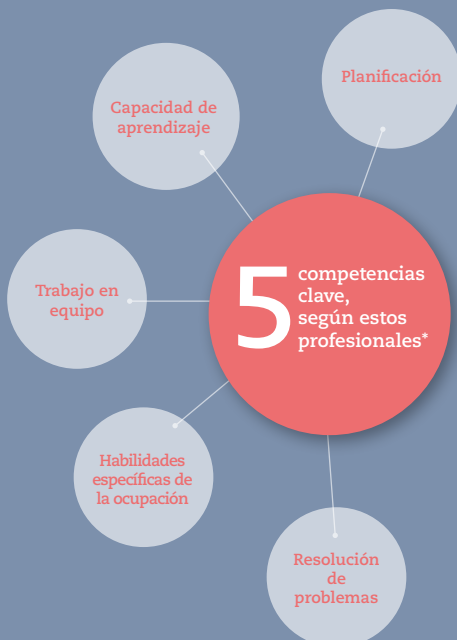 Planificación
Capacidad de
aprendizaje
5 competencias
clave,
según estos
profesionales*
Trabajo en
equipo
Habilidades
específicas de
la ocupación
Resolución
de
problemas